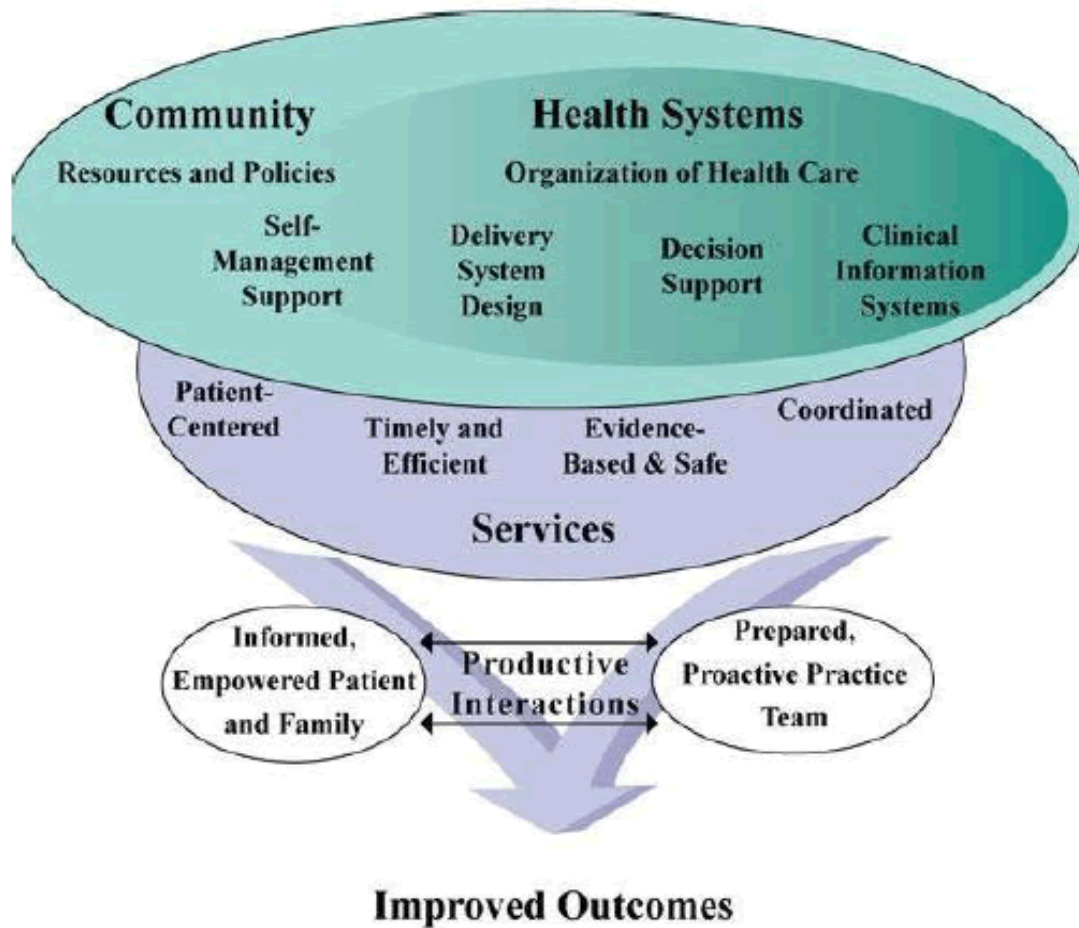 Community
Health Systems
Resources and Policies
Organization of Health Care
Self-
Management
Support
Delivery
System
Design
Decision
Support
Clinical
Information
Systems
Patient-
Centered
Timely and
Efficient
Evidence-
Based & Safe
Coordinated
Services
Informed,
Empowered Patient
and Family
Productive
Interactions
Prepared,
Proactive Practice
Team
Improved Outcomes